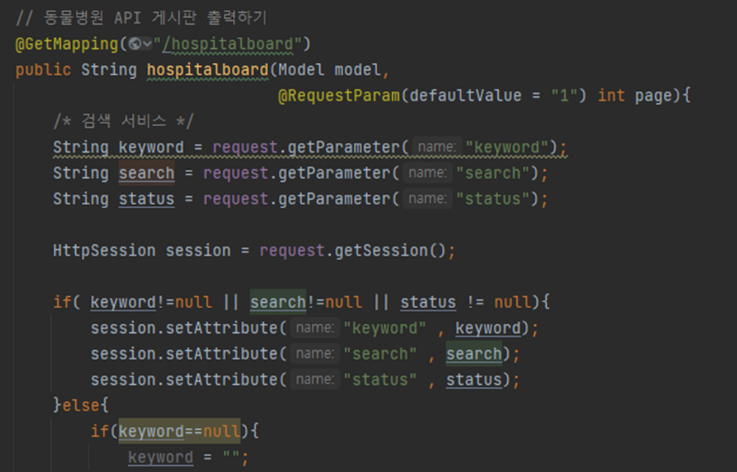 // 동물병원 API 게시판 출력하기
@GetMapping("/hospitalboard")
public String hospitalboard(Model model,
@RequestParam(defaultValue = "1") int page){
/* 검색 서비스 */
String keyword = request.getParameter( name: "keyword");
String search = request.getParameter( name: "search");
String status = request.getParameter( name: "status");
HttpSession session = request.getSession();
if( keyword!=null || search!=null || status != null){
session.setAttribute( name: "keyword" , keyword);
session.setAttribute( name: "search" , search);
session.setAttribute( name: "status" , status);
}else{
if(keyword==null){
keyword = "";